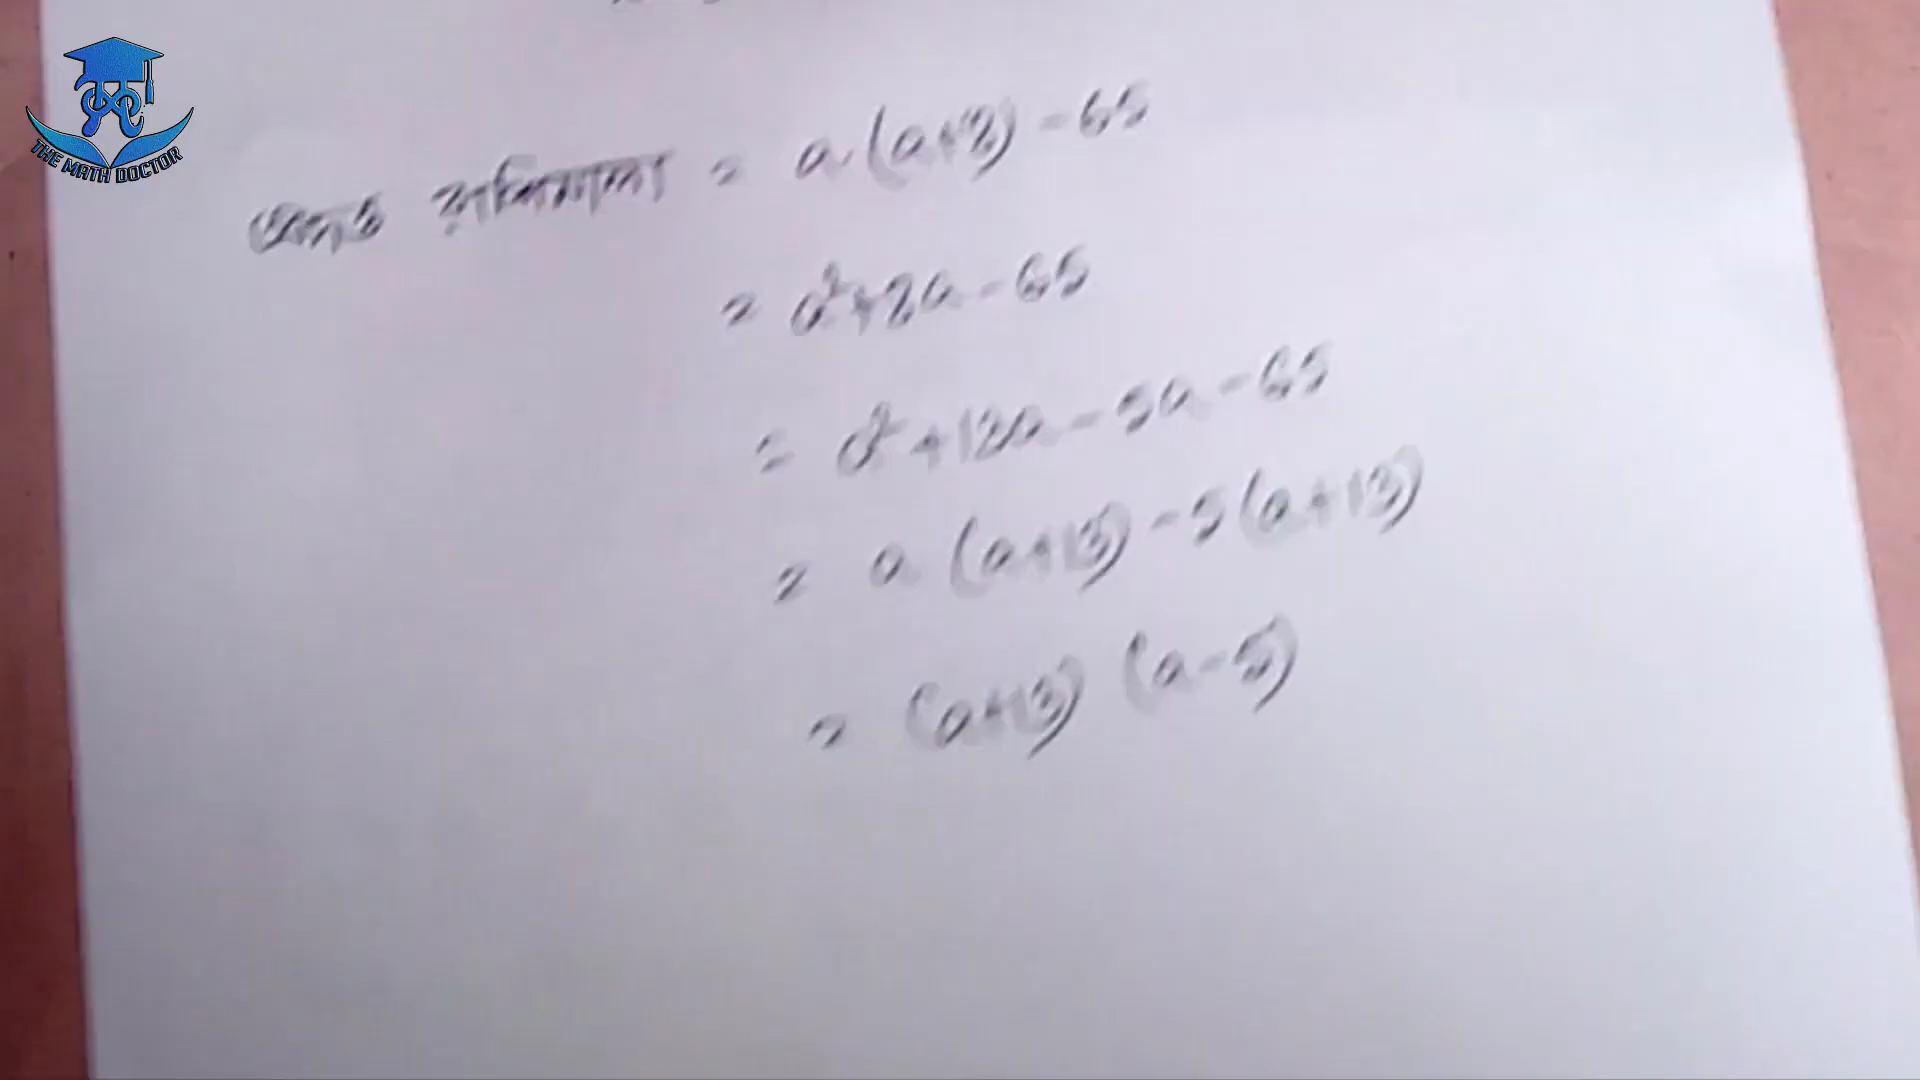 THE MATH DOCTOR
প্রদত্ত রাশিমালা = a(a+8) - 65
= a² + 8a - 65
= a² + 13a - 5a - 65
= a(a+13) - 5(a+13)
= (a+13) (a-5)